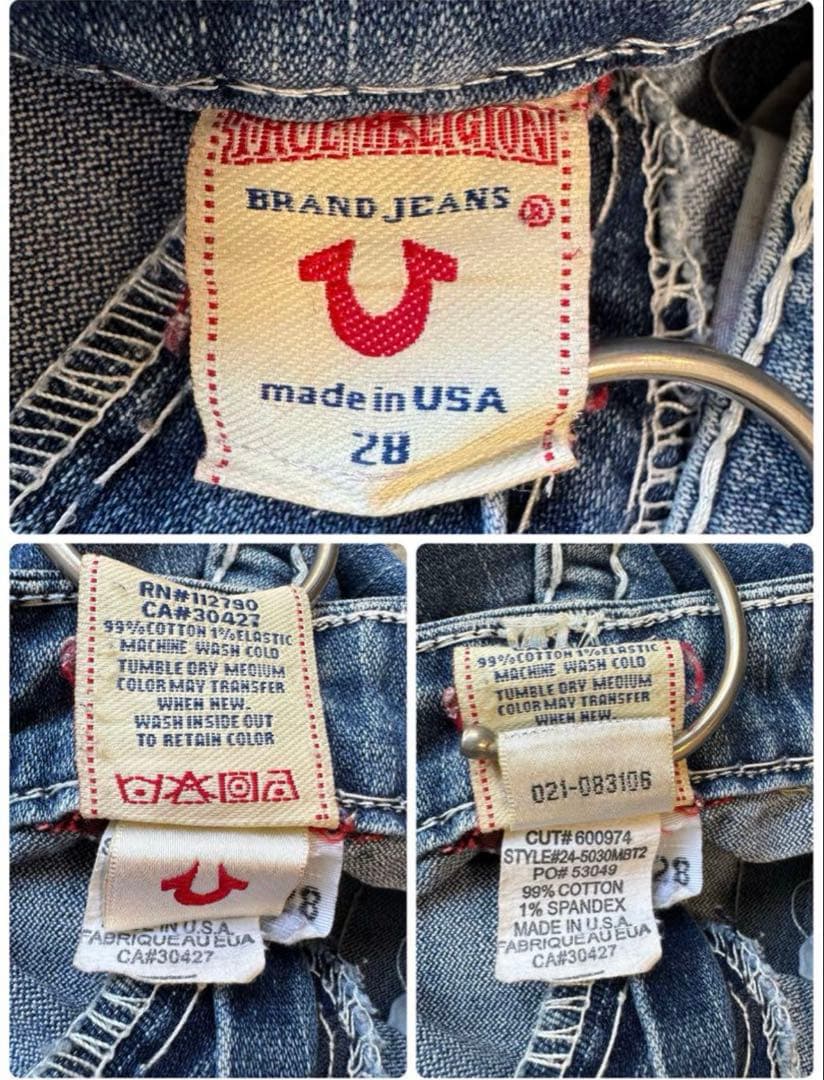 TRUE RELIGION
BRAND JEANS ®
made in USA
28
RN#112790
CA#30427
99%COTTON 1%ELASTIC
MACHINE WASH COLD
TUMBLE DRY MEDIUM
COLOR MAY TRANSFER
WHEN NEW.
WASH INSIDE OUT
TO RETAIN COLOR
8
IN U.S.A.
FABRIQUE AU EUA
CA#30427
99%COTTON 1%ELASTIC
MACHINE WASH COLD
TUMBLE DRY MEDIUM
COLOR MAY TRANSFER
WHEN NEW.
021-083106
CUT# 600974
STYLE#24-5030MBT2
PO# 53049
28
99% COTTON
1% SPANDEX
MADE IN U.S.A.
FABRIQUE AU EUA
CA#30427